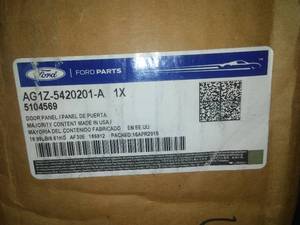 Ford
FORD PARTS
AG1Z-5420201-A 1X
5104569
DOOR PANEL / PANEL DE PUERTA
MAJORITY CONTENT MADE IN USA /
MAYORIA DEL CONTENIDO FABRICADO EN EE.UU
PACKED: